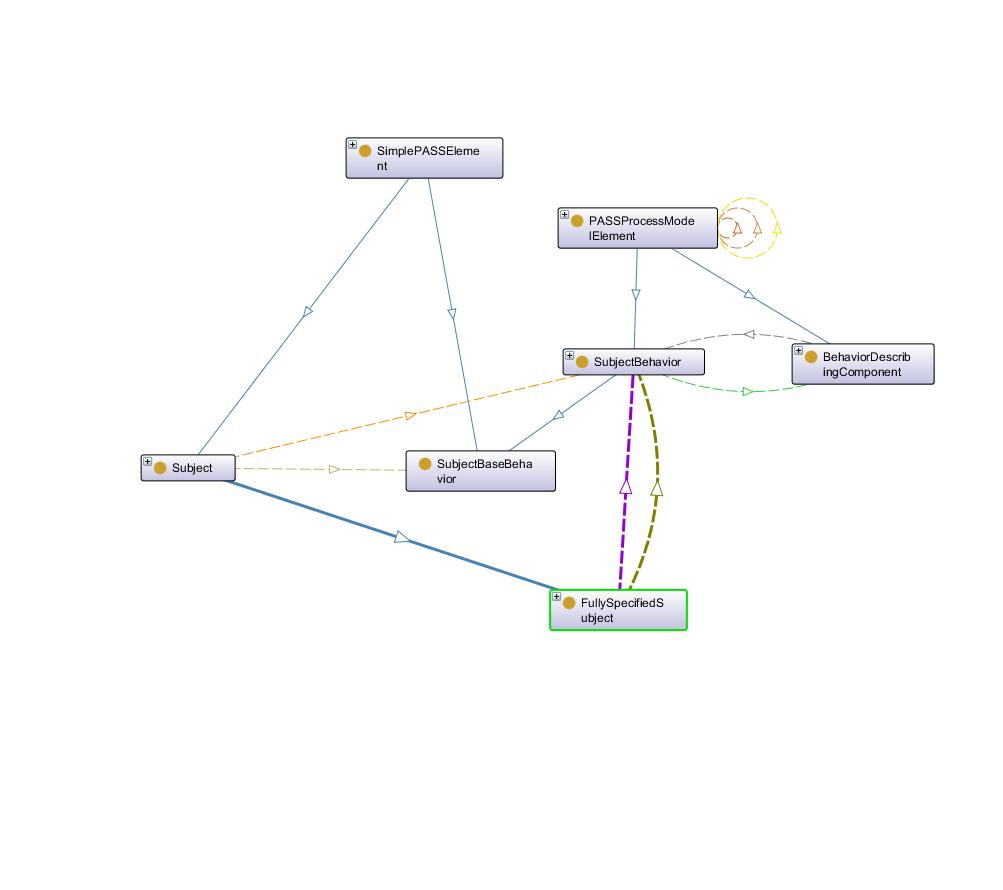 SimplePASSEleme
nt
PASSProcessMode
lElement
SubjectBehavior
BehaviorDescrib
ingComponent
Subject
SubjectBaseBeha
vior
FullySpecifiedS
ubject